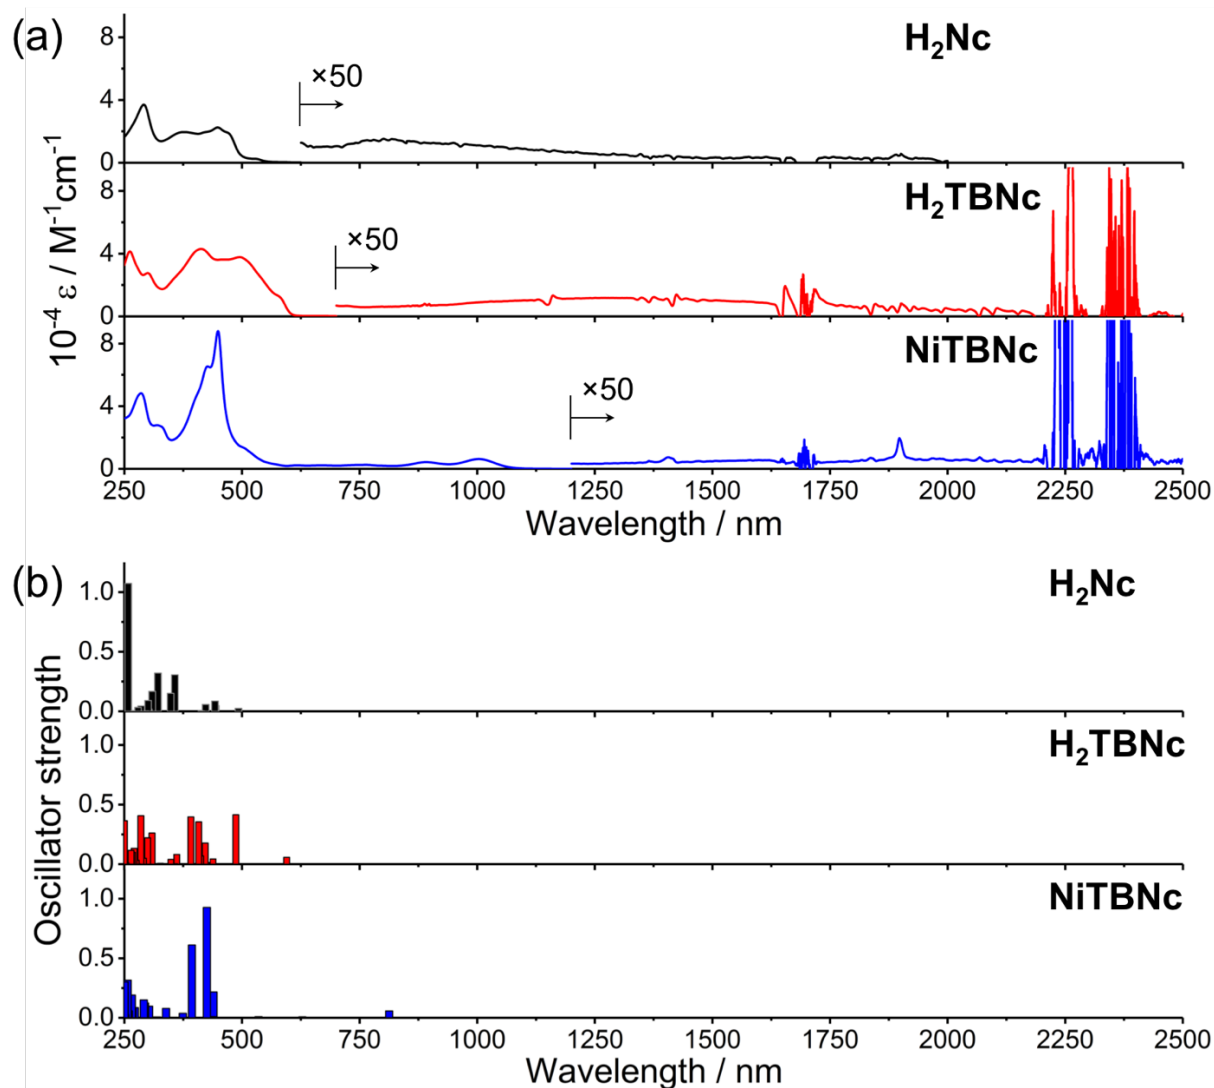 (a)
H₂Nc
8
4
0
×50
H₂TBNc
8
4
0
×50
NiTBNc
8
4
0
×50
10⁻⁴ ε / M⁻¹cm⁻¹
250 500 750 1000 1250 1500 1750 2000 2250 2500
Wavelength / nm
(b)
H₂Nc
1.0
0.5
0.0
H₂TBNc
1.0
0.5
0.0
NiTBNc
1.0
0.5
0.0
Oscillator strength
250 500 750 1000 1250 1500 1750 2000 2250 2500
Wavelength / nm